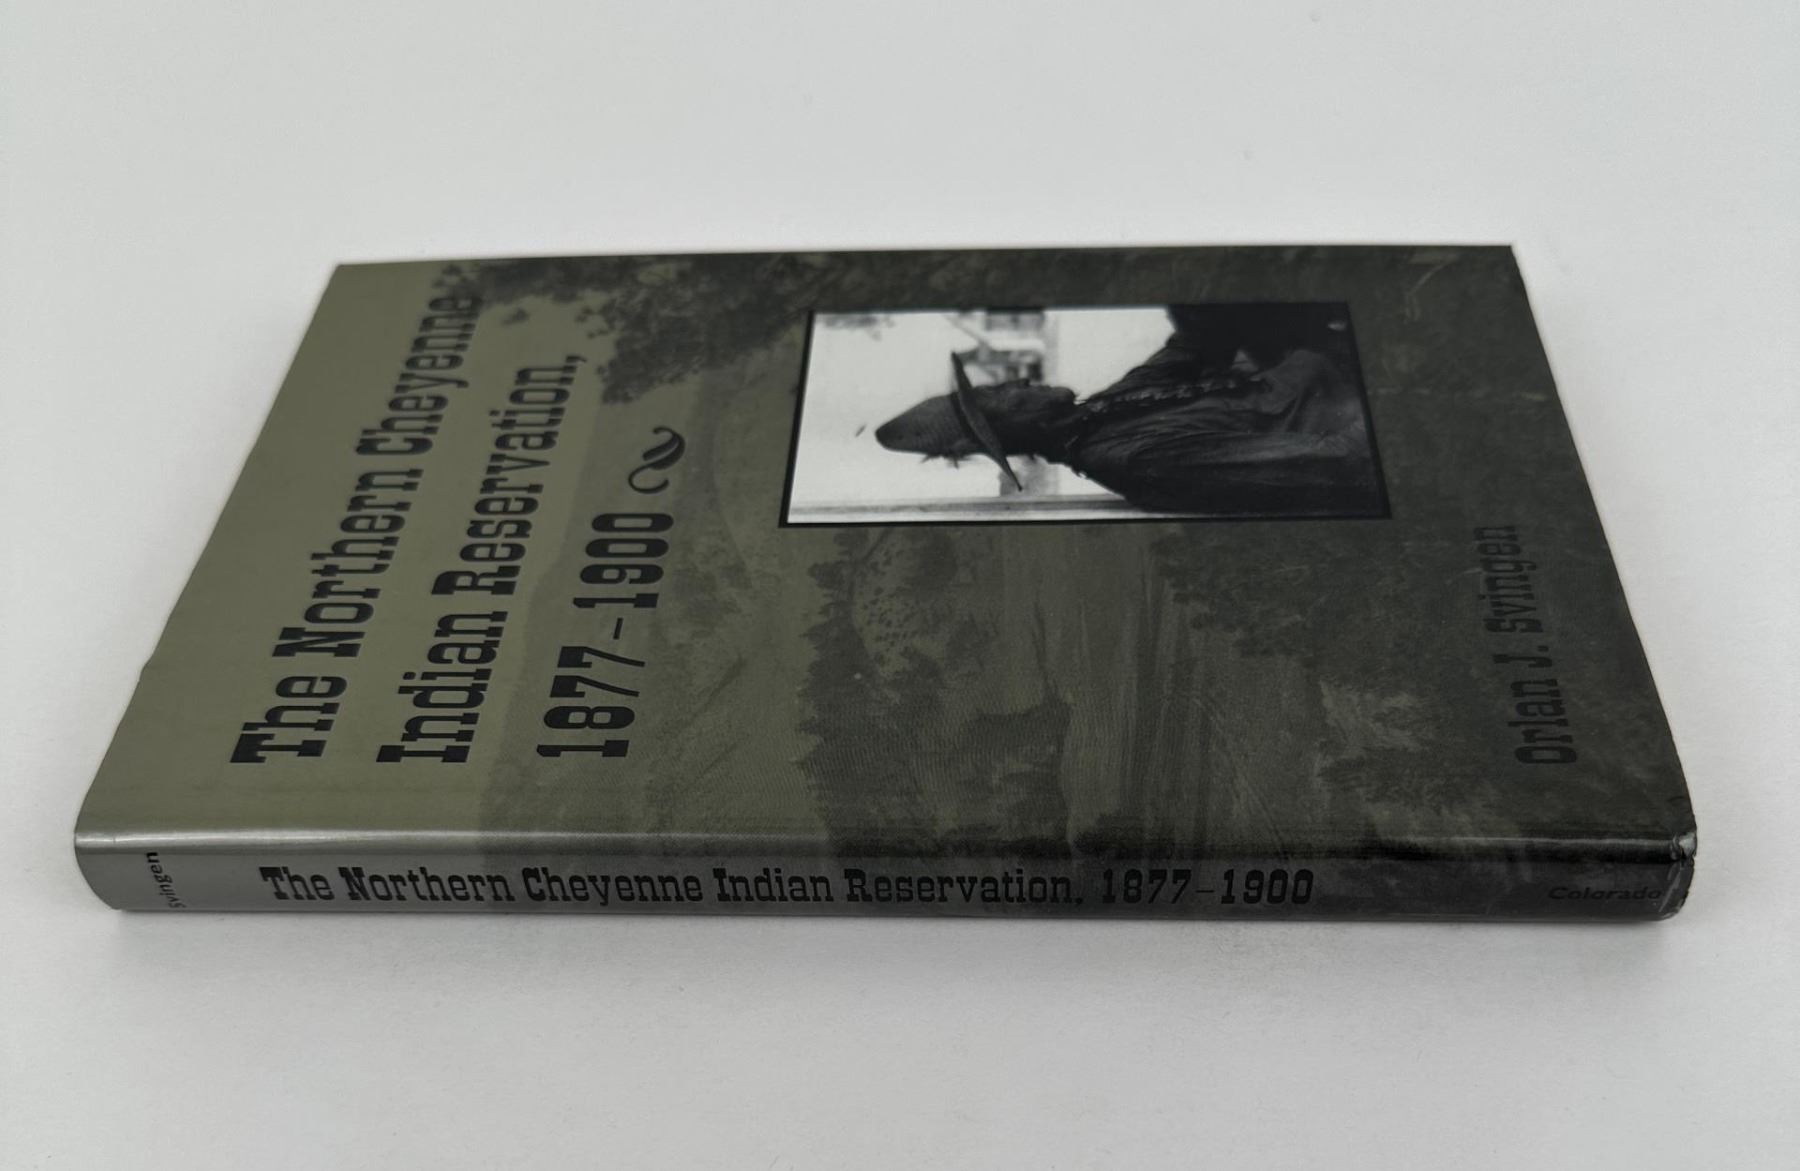 The Northern Cheyenne
Indian Reservation,
1877–1900
Orlan J. Svingen
Svingen
The Northern Cheyenne Indian Reservation, 1877–1900
Colorado